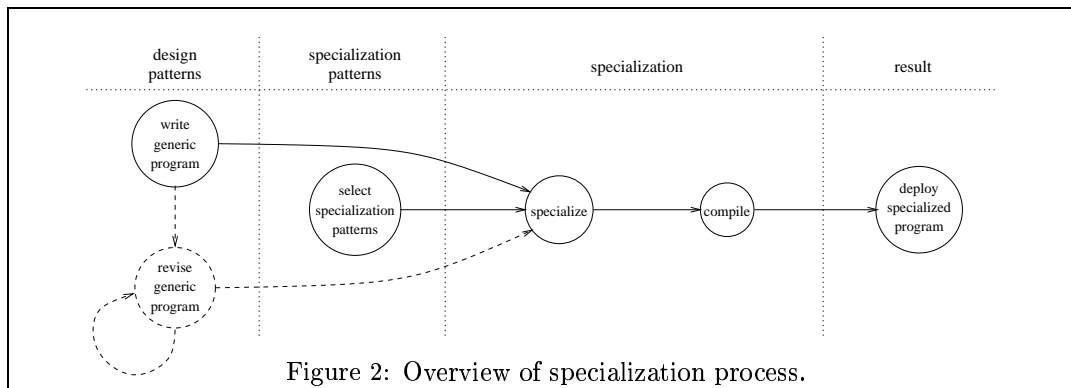 design
patterns
specialization
patterns
specialization
result
write
generic
program
select
specialization
patterns
specialize
compile
deploy
specialized
program
revise
generic
program
Figure 2: Overview of specialization process.